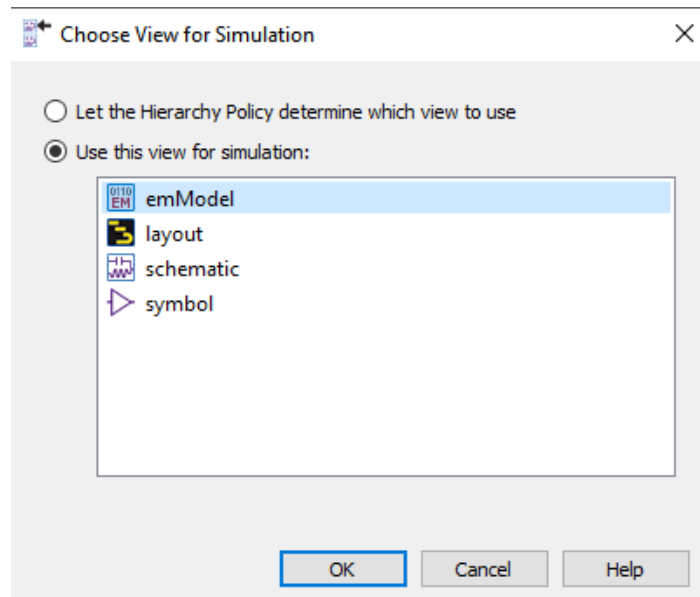 Choose View for Simulation
Let the Hierarchy Policy determine which view to use
Use this view for simulation:
0110
EM
emModel
layout
schematic
symbol
OK
Cancel
Help